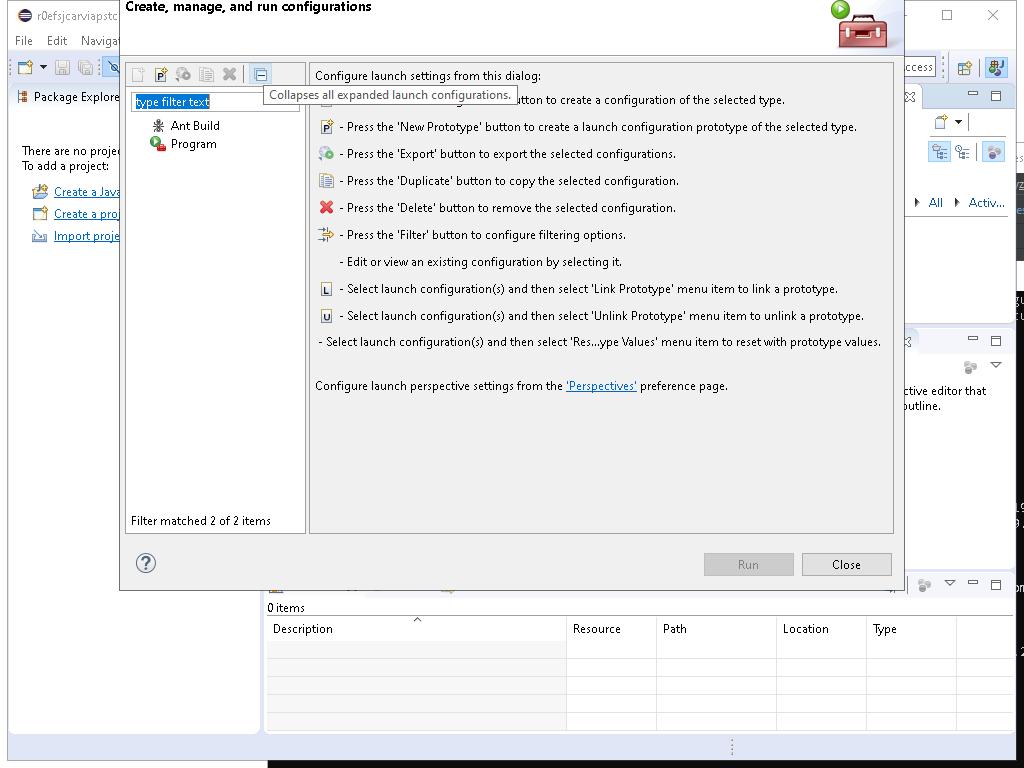 Create, manage, and run configurations
r0efsjcarviapstc
File Edit Navigat
Package Explore
There are no projec
To add a project:
Create a Java
Create a proj
Import proje
type filter text
Ant Build
Program
Filter matched 2 of 2 items
Configure launch settings from this dialog:
Collapses all expanded launch configurations.
utton to create a configuration of the selected type.
P - Press the 'New Prototype' button to create a launch configuration prototype of the selected type.
- Press the 'Export' button to export the selected configurations.
- Press the 'Duplicate' button to copy the selected configuration.
- Press the 'Delete' button to remove the selected configuration.
- Press the 'Filter' button to configure filtering options.
- Edit or view an existing configuration by selecting it.
L - Select launch configuration(s) and then select 'Link Prototype' menu item to link a prototype.
U - Select launch configuration(s) and then select 'Unlink Prototype' menu item to unlink a prototype.
- Select launch configuration(s) and then select 'Res...ype Values' menu item to reset with prototype values.
Configure launch perspective settings from the 'Perspectives' preference page.
? Run Close
ccess
All Activ...
ctive editor that
outline.
0 items
Description Resource Path Location Type